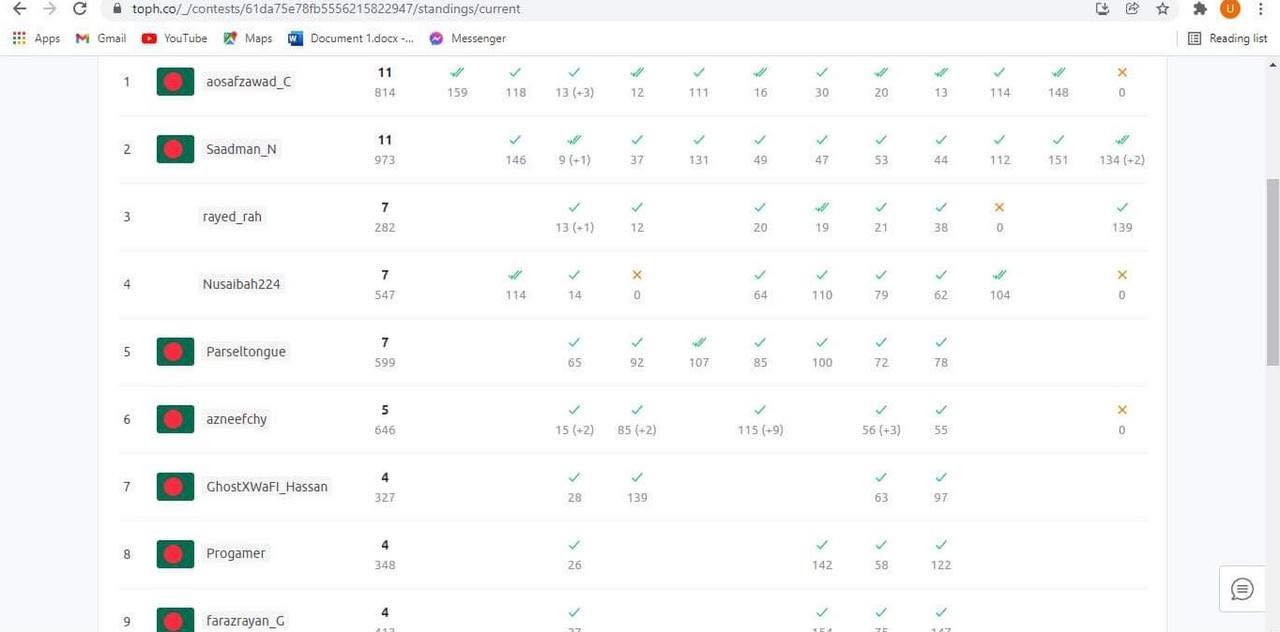 toph.co/_/contests/61da75e78fb5556215822947/standings/current
U
Apps Gmail YouTube Maps Document 1.docx -... Messenger Reading list
1 aosafzawad_C 11 814 159 118 13 (+3) 12 111 16 30 20 13 114 148 0
2 Saadman_N 11 973 146 9 (+1) 37 131 49 47 53 44 112 151 134 (+2)
3 rayed_rah 7 282 13 (+1) 12 20 19 21 38 0 139
4 Nusaibah224 7 547 114 14 0 64 110 79 62 104 0
5 Parseltongue 7 599 65 92 107 85 100 72 78
6 azneefchy 5 646 15 (+2) 85 (+2) 115 (+9) 56 (+3) 55 0
7 GhostXWaFI_Hassan 4 327 28 139 63 97
8 Progamer 4 348 26 142 58 122
9 farazrayan_G 4